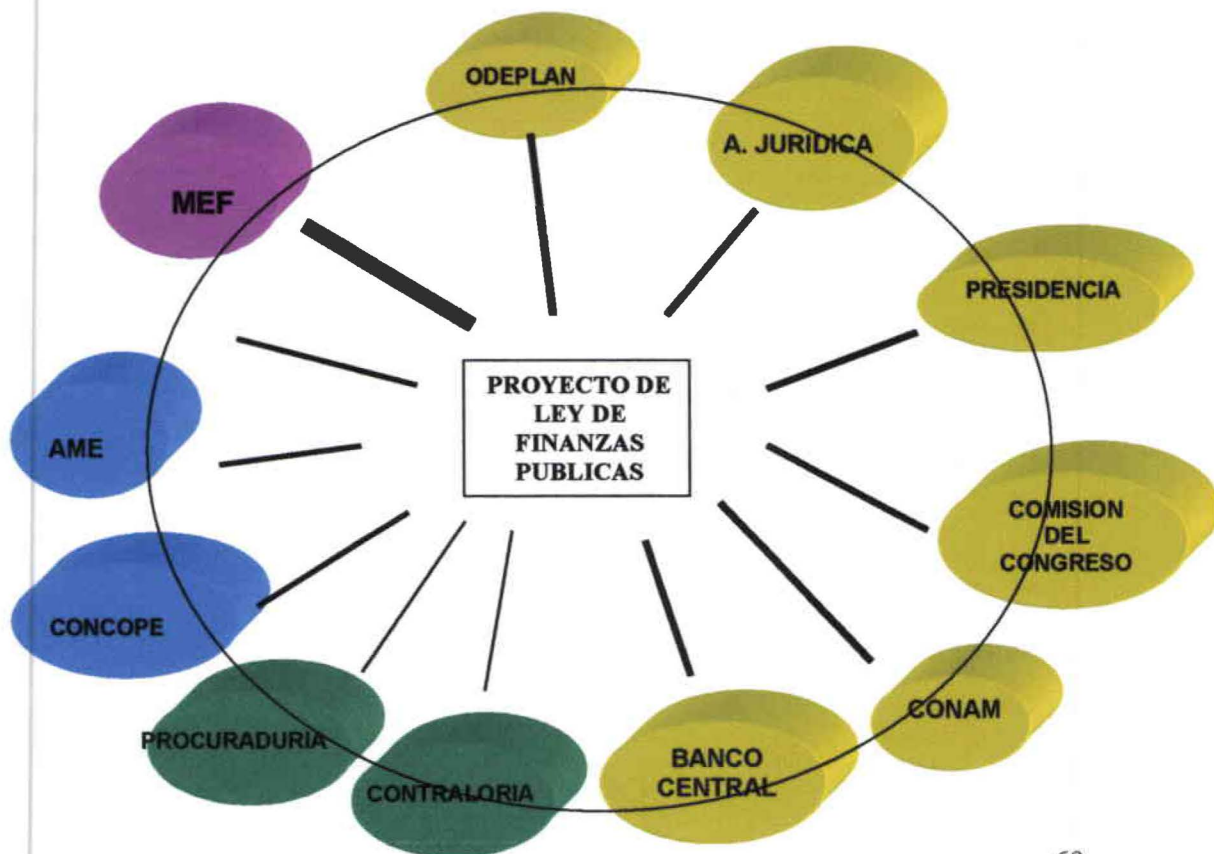 ODEPLAN
A. JURIDICA
MEF
PRESIDENCIA
PROYECTO DE
LEY DE
FINANZAS
PUBLICAS
AME
COMISION
DEL
CONGRESO
CONCOPE
CONAM
PROCURADURIA
BANCO
CENTRAL
CONTRALORIA